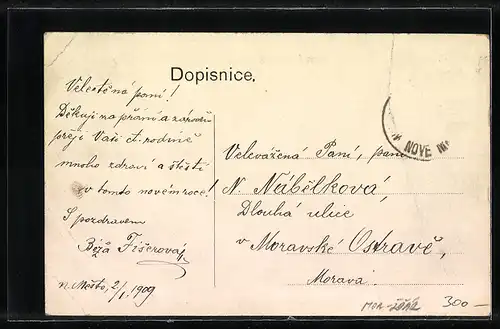 Dopisnice.
Velectěná paní!
Děkuji na přání a zároveň
přeji Vaší ct. rodině
mnoho zdraví a štěstí
v tomto novém roce!
S pozdravem
Fišerová
n. Město, 2/1. 1909
NOVÉ MĚ
Velevážená Paní, paní
N. Nábělková,
Dlouhá ulice
v Moravské Ostravě,
Morava
300—